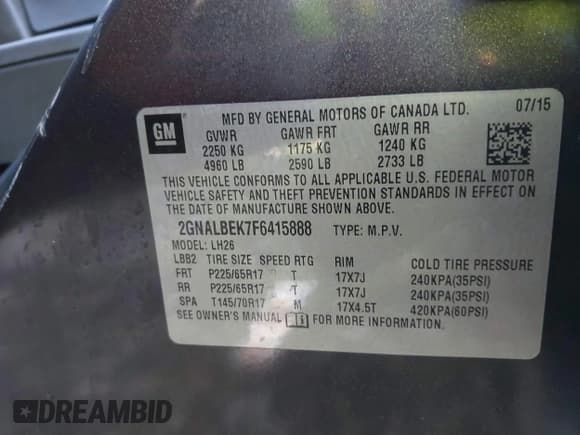 MFD BY GENERAL MOTORS OF CANADA LTD. 07/15
GM
GVWR GAWR FRT GAWR RR
2250 KG 1175 KG 1240 KG
4960 LB 2590 LB 2733 LB
THIS VEHICLE CONFORMS TO ALL APPLICABLE U.S. FEDERAL MOTOR
VEHICLE SAFETY AND THEFT PREVENTION STANDARDS IN EFFECT ON
THE DATE OF MANUFACTURE SHOWN ABOVE.
2GNALBEK7F6415888 TYPE: M.P.V.
MODEL: LH26
LBB2 TIRE SIZE SPEED RTG RIM COLD TIRE PRESSURE
FRT P225/65R17 T 17X7J 240KPA(35PSI)
RR P225/65R17 T 17X7J 240KPA(35PSI)
SPA T145/70R17 M 17X4.5T 420KPA(60PSI)
SEE OWNER'S MANUAL FOR MORE INFORMATION.
DREAMBID